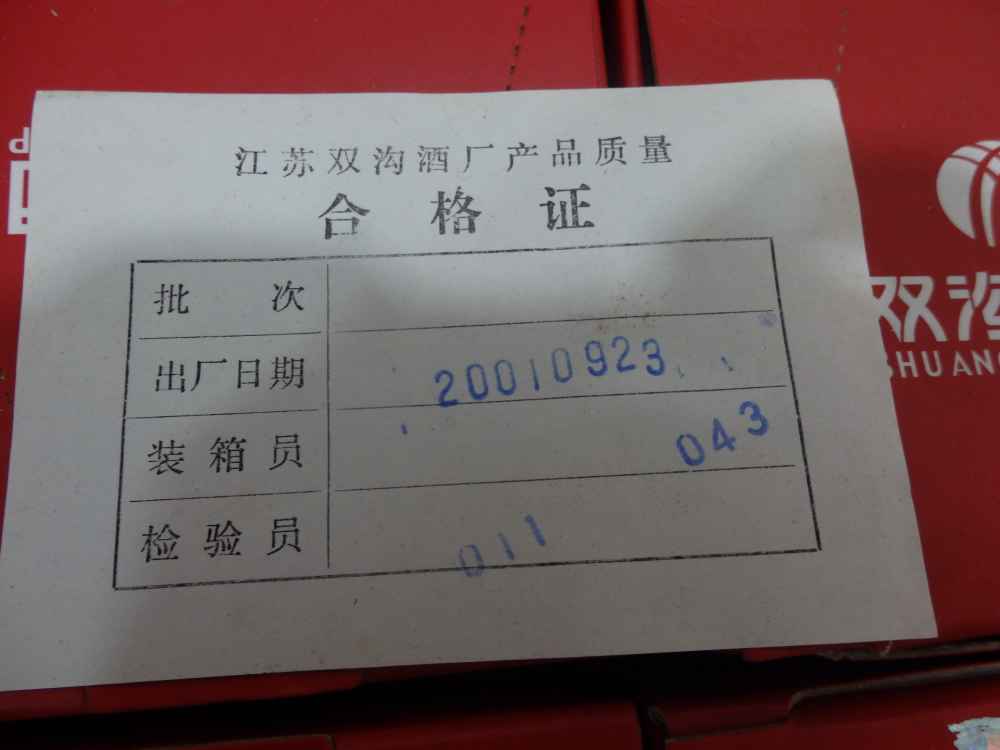 江苏双沟酒厂产品质量
合格证
批次
出厂日期 20010923
装箱员 043
检验员 011
双沟
SHUANG